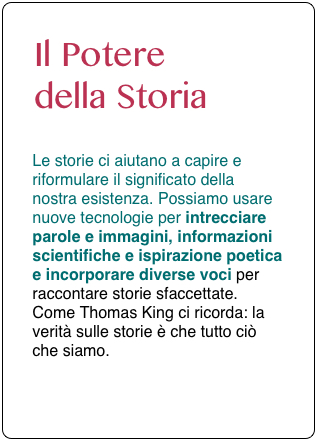 Il Potere
della Storia
Le storie ci aiutano a capire e
riformulare il significato della
nostra esistenza. Possiamo usare
nuove tecnologie per intrecciare
parole e immagini, informazioni
scientifiche e ispirazione poetica
e incorporare diverse voci per
raccontare storie sfaccettate.
Come Thomas King ci ricorda: la
verità sulle storie è che tutto ciò
che siamo.